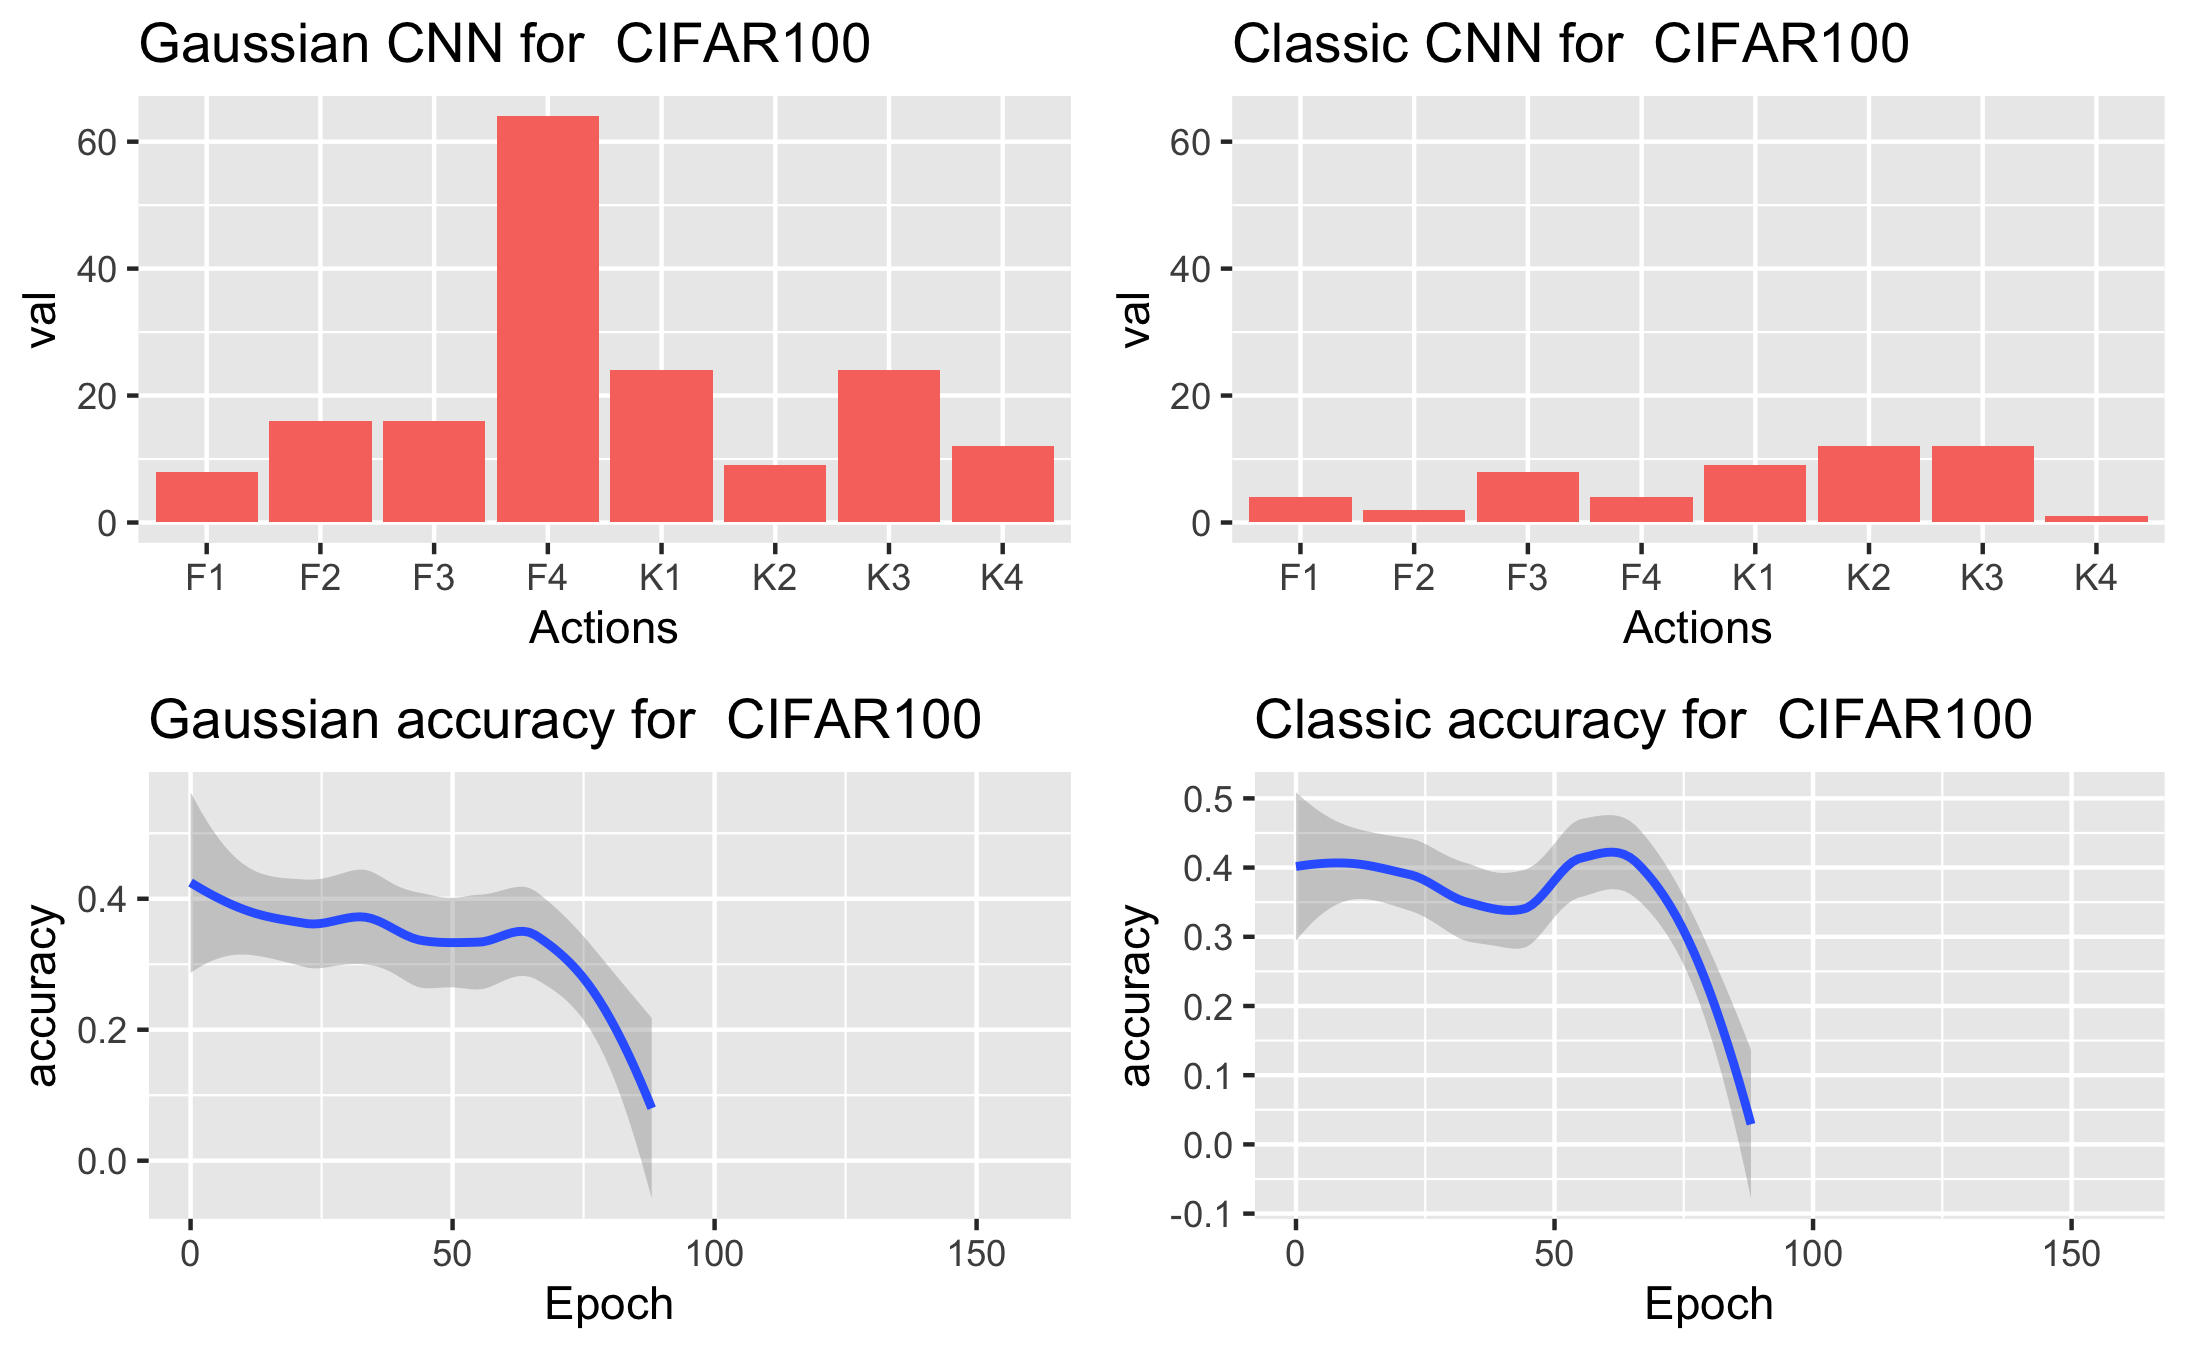 Gaussian CNN for  CIFAR100
60
40
20
0
val
F1 F2 F3 F4 K1 K2 K3 K4
Actions
Classic CNN for  CIFAR100
60
40
20
0
val
F1 F2 F3 F4 K1 K2 K3 K4
Actions
Gaussian accuracy for  CIFAR100
0.4
0.2
0.0
accuracy
0 50 100 150
Epoch
Classic accuracy for  CIFAR100
0.5
0.4
0.3
0.2
0.1
0.0
-0.1
accuracy
0 50 100 150
Epoch